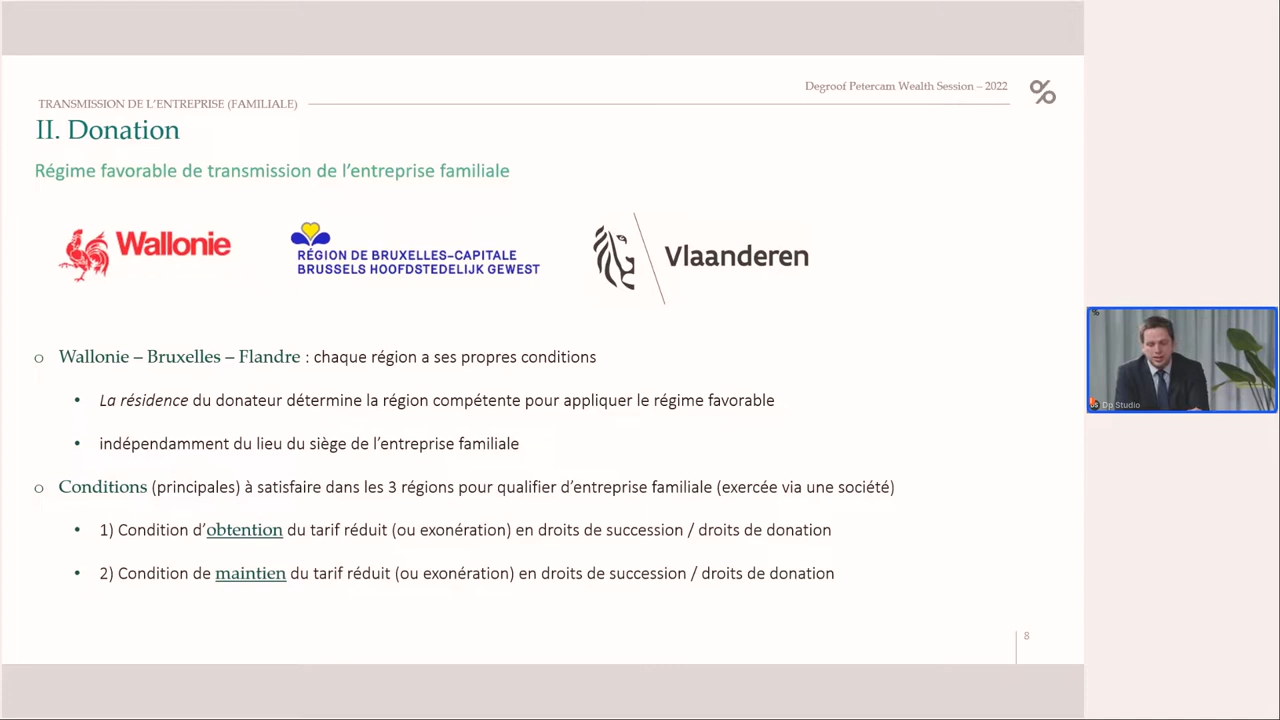 Degroof Petercam Wealth Session – 2022
TRANSMISSION DE L'ENTREPRISE (FAMILIALE)
II. Donation
Régime favorable de transmission de l'entreprise familiale
Wallonie
RÉGION DE BRUXELLES-CAPITALE
BRUSSELS HOOFDSTEDELIJK GEWEST
Vlaanderen
o Wallonie – Bruxelles – Flandre : chaque région a ses propres conditions
• La résidence du donateur détermine la région compétente pour appliquer le régime favorable
• indépendamment du lieu du siège de l'entreprise familiale
o Conditions (principales) à satisfaire dans les 3 régions pour qualifier d'entreprise familiale (exercée via une société)
• 1) Condition d'obtention du tarif réduit (ou exonération) en droits de succession / droits de donation
• 2) Condition de maintien du tarif réduit (ou exonération) en droits de succession / droits de donation
8
Dp Studio